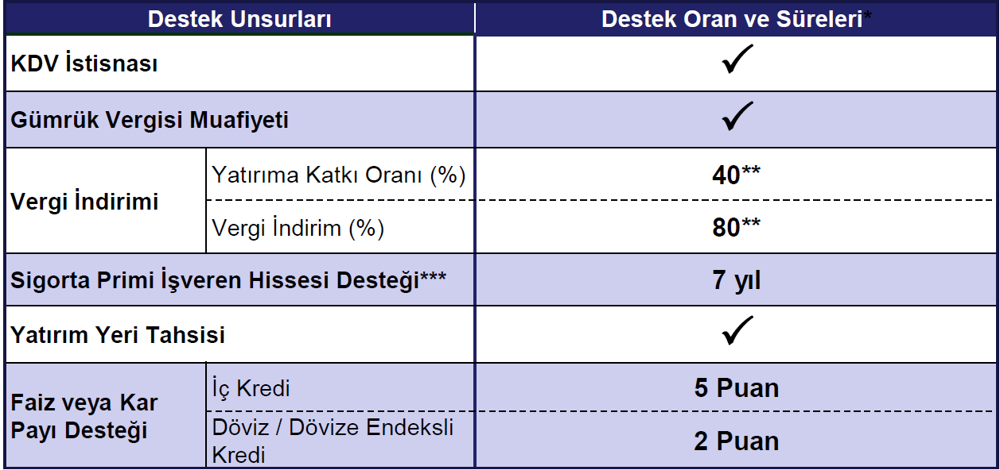 Destek Unsurları
Destek Oran ve Süreleri*
KDV İstisnası
✓
Gümrük Vergisi Muafiyeti
✓
Vergi İndirimi
Yatırıma Katkı Oranı (%)
40**
Vergi İndirim (%)
80**
Sigorta Primi İşveren Hissesi Desteği***
7 yıl
Yatırım Yeri Tahsisi
✓
Faiz veya Kar
Payı Desteği
İç Kredi
5 Puan
Döviz / Dövize Endeksli
Kredi
2 Puan